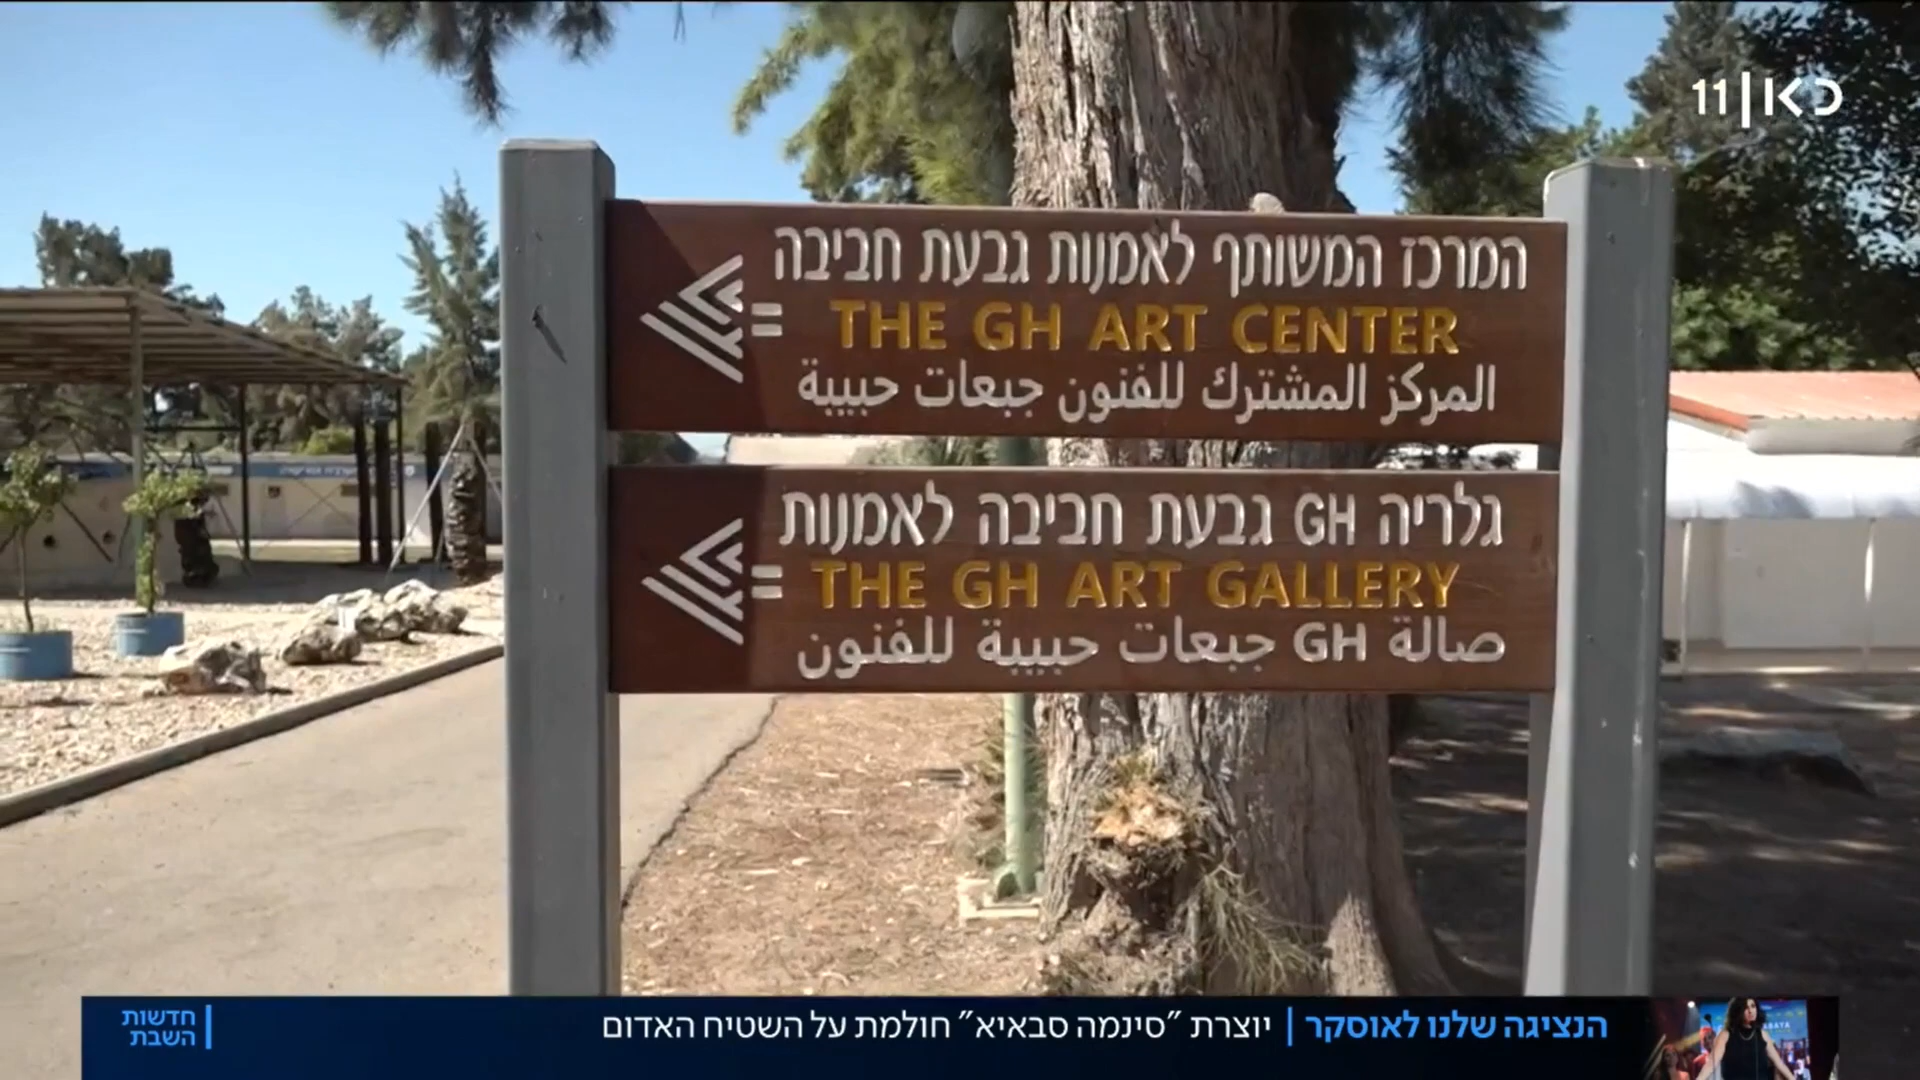 כאן 11
המרכז המשותף לאמנות גבעת חביבה
THE GH ART CENTER
المركز المشترك للفنون جبعات حبيبة
גלריה GH גבעת חביבה לאמנות
THE GH ART GALLERY
صالة GH جبعات حبيبة للفنون
הנציגה שלנו לאוסקר | יוצרת "סינמה סבאיא" חולמת על השטיח האדום
חדשות
השבת